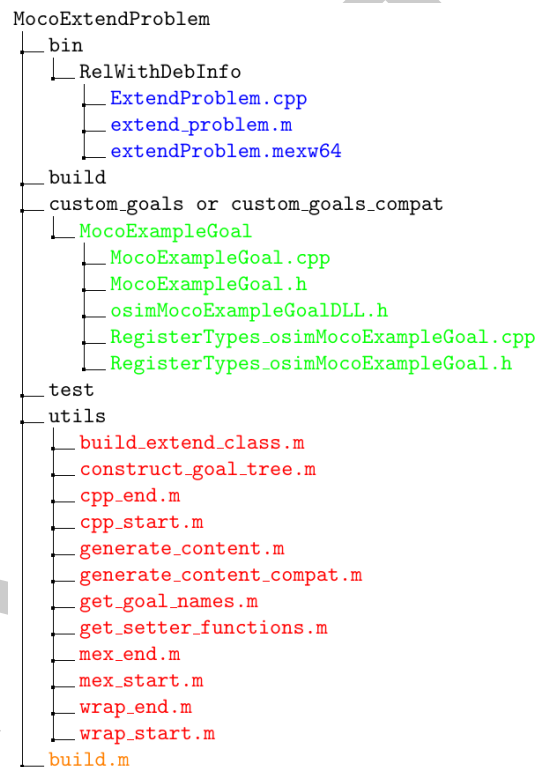 MocoExtendProblem
bin
RelWithDebInfo
ExtendProblem.cpp
extend_problem.m
extendProblem.mexw64
build
custom_goals or custom_goals_compat
MocoExampleGoal
MocoExampleGoal.cpp
MocoExampleGoal.h
osimMocoExampleGoalDLL.h
RegisterTypes_osimMocoExampleGoal.cpp
RegisterTypes_osimMocoExampleGoal.h
test
utils
build_extend_class.m
construct_goal_tree.m
cpp_end.m
cpp_start.m
generate_content.m
generate_content_compat.m
get_goal_names.m
get_setter_functions.m
mex_end.m
mex_start.m
wrap_end.m
wrap_start.m
build.m